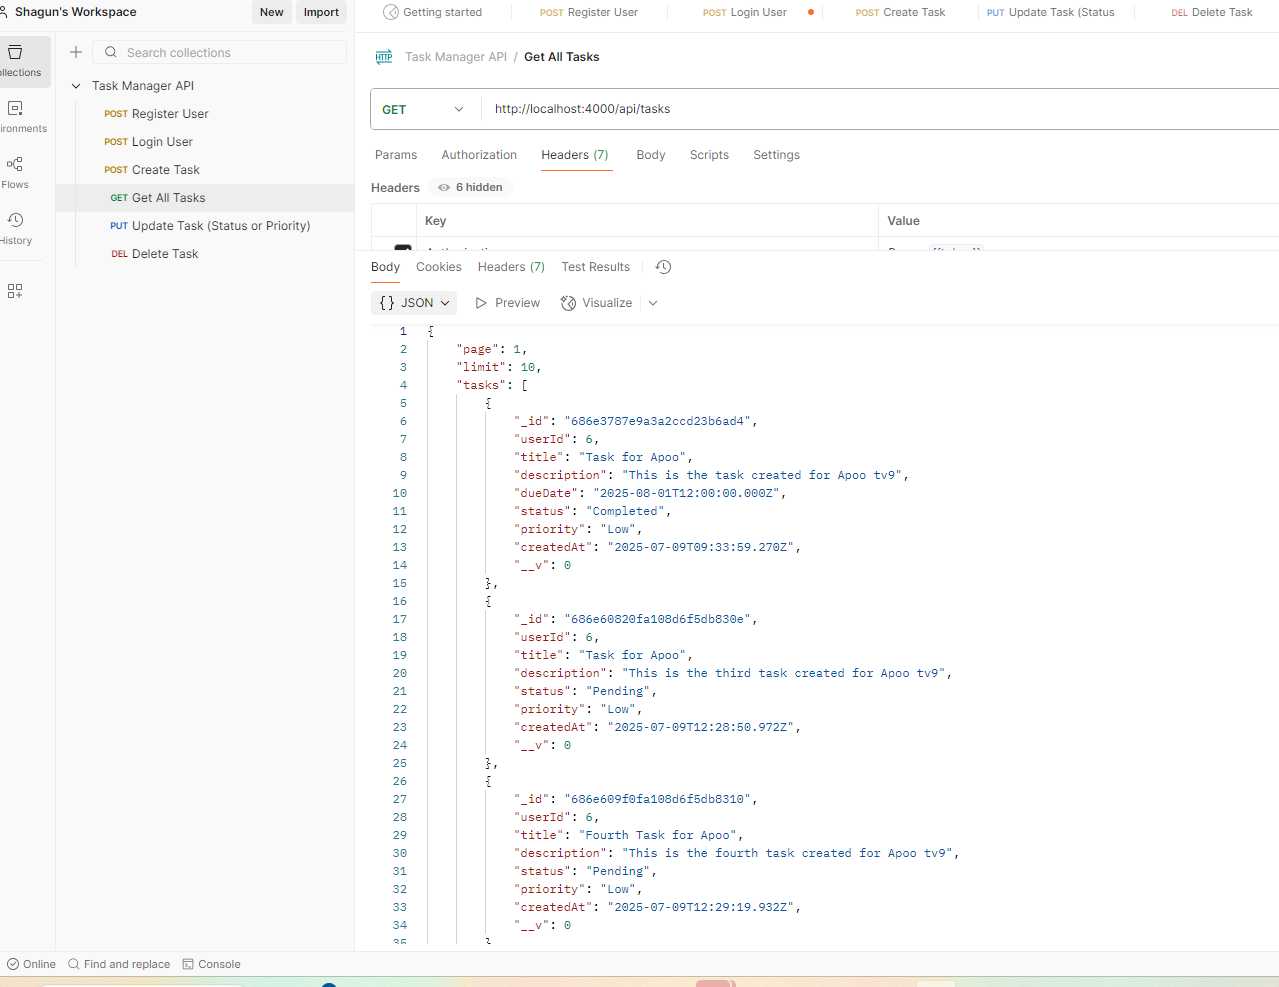 Shagun's Workspace New Import
Getting started POST Register User POST Login User POST Create Task PUT Update Task (Status DEL Delete Task
Search collections
HTTP Task Manager API / Get All Tasks
llections
Task Manager API
GET http://localhost:4000/api/tasks
POST Register User
ironments
POST Login User
Params Authorization Headers (7) Body Scripts Settings
POST Create Task
Flows
Headers 6 hidden
GET Get All Tasks
Key Value
PUT Update Task (Status or Priority)
History
DEL Delete Task
Body Cookies Headers (7) Test Results
{} JSON Preview Visualize
1 {
2 "page": 1,
3 "limit": 10,
4 "tasks": [
5 {
6 "_id": "686e3787e9a3a2ccd23b6ad4",
7 "userId": 6,
8 "title": "Task for Apoo",
9 "description": "This is the task created for Apoo tv9",
10 "dueDate": "2025-08-01T12:00:00.000Z",
11 "status": "Completed",
12 "priority": "Low",
13 "createdAt": "2025-07-09T09:33:59.270Z",
14 "__v": 0
15 },
16 {
17 "_id": "686e60820fa108d6f5db830e",
18 "userId": 6,
19 "title": "Task for Apoo",
20 "description": "This is the third task created for Apoo tv9",
21 "status": "Pending",
22 "priority": "Low",
23 "createdAt": "2025-07-09T12:28:50.972Z",
24 "__v": 0
25 },
26 {
27 "_id": "686e609f0fa108d6f5db8310",
28 "userId": 6,
29 "title": "Fourth Task for Apoo",
30 "description": "This is the fourth task created for Apoo tv9",
31 "status": "Pending",
32 "priority": "Low",
33 "createdAt": "2025-07-09T12:29:19.932Z",
34 "__v": 0
35 }
Online Find and replace Console